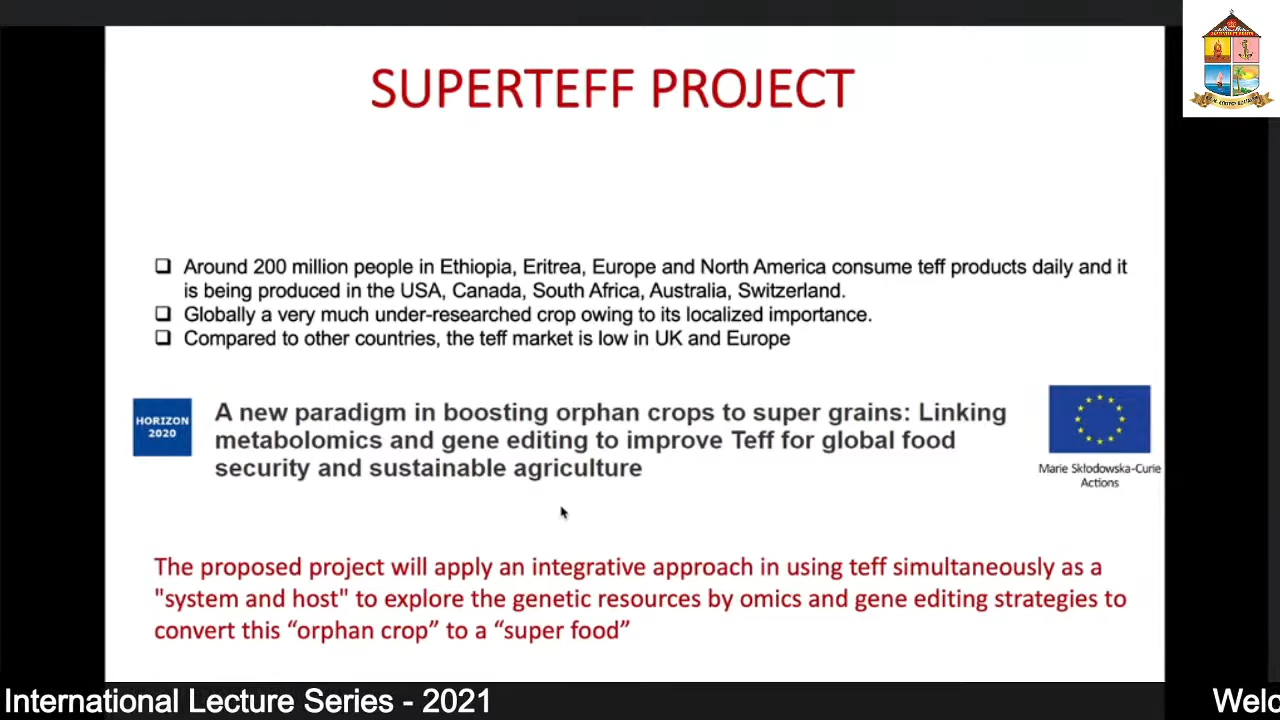 SUPERTEFF PROJECT
❑ Around 200 million people in Ethiopia, Eritrea, Europe and North America consume teff products daily and it
is being produced in the USA, Canada, South Africa, Australia, Switzerland.
❑ Globally a very much under-researched crop owing to its localized importance.
❑ Compared to other countries, the teff market is low in UK and Europe
HORIZON
2020
A new paradigm in boosting orphan crops to super grains: Linking
metabolomics and gene editing to improve Teff for global food
security and sustainable agriculture
Marie Skłodowska-Curie
Actions
The proposed project will apply an integrative approach in using teff simultaneously as a
"system and host" to explore the genetic resources by omics and gene editing strategies to
convert this “orphan crop” to a “super food”
International Lecture Series - 2021
Welc